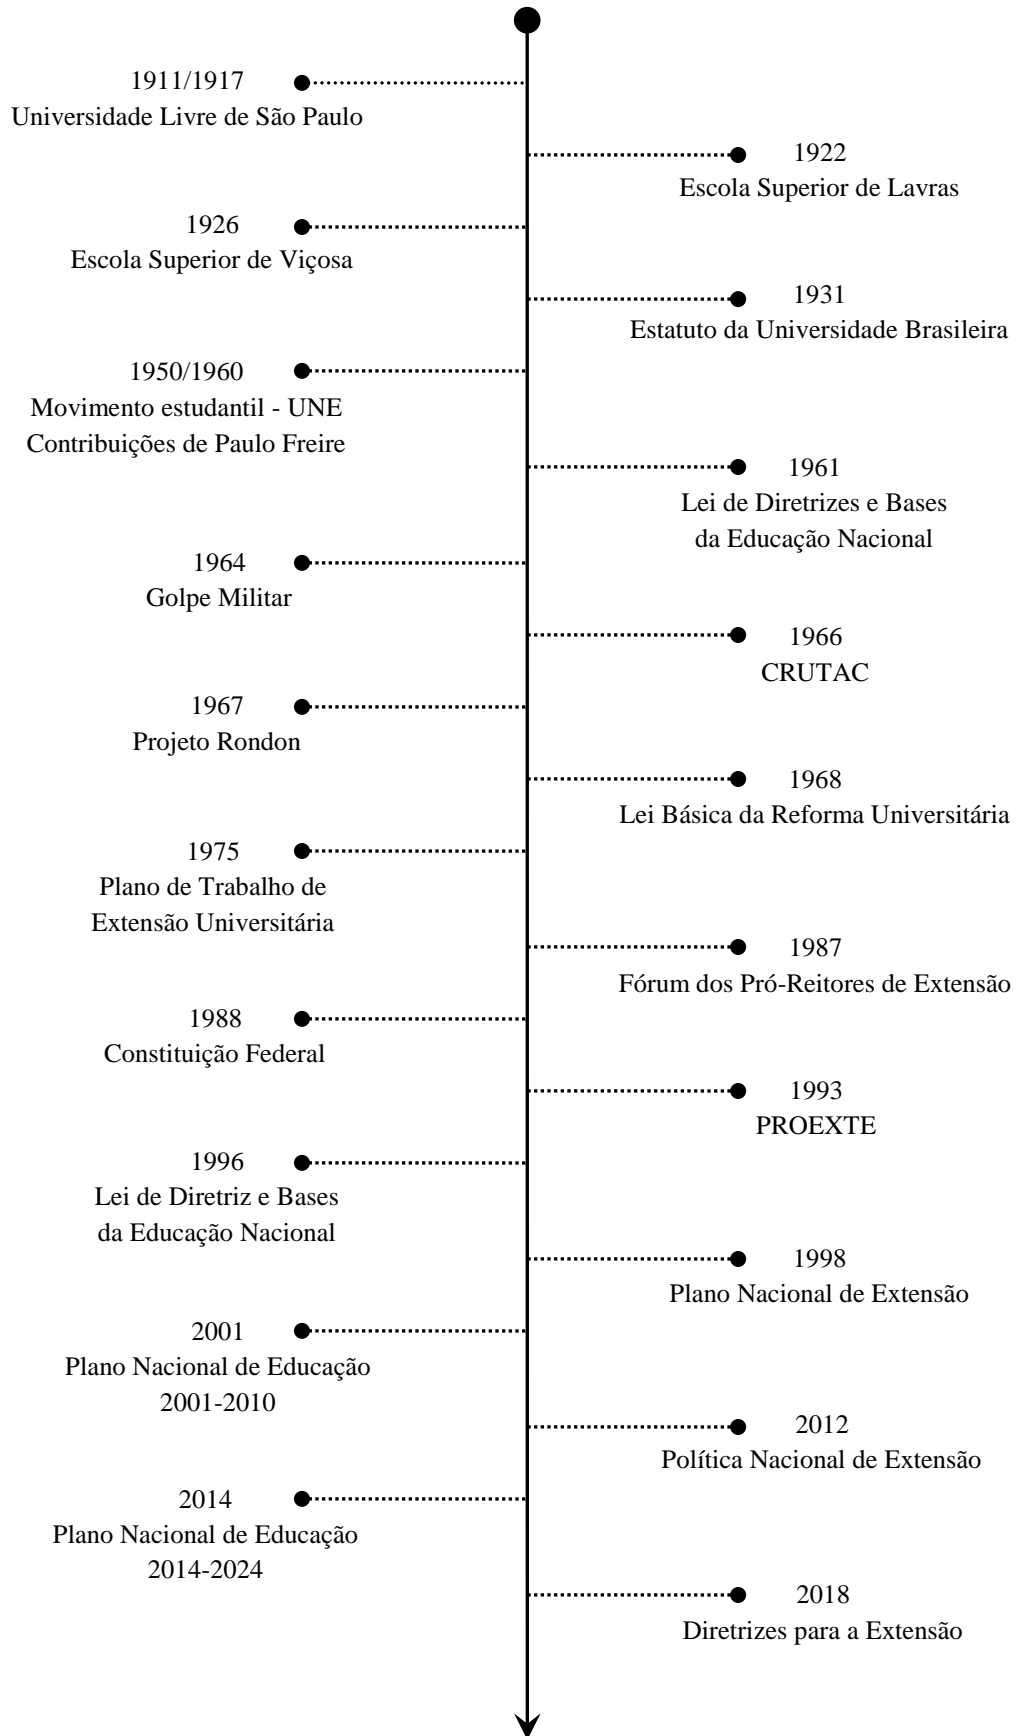 1911/1917
Universidade Livre de São Paulo
1922
Escola Superior de Lavras
1926
Escola Superior de Viçosa
1931
Estatuto da Universidade Brasileira
1950/1960
Movimento estudantil - UNE
Contribuições de Paulo Freire
1961
Lei de Diretrizes e Bases
da Educação Nacional
1964
Golpe Militar
1966
CRUTAC
1967
Projeto Rondon
1968
Lei Básica da Reforma Universitária
1975
Plano de Trabalho de
Extensão Universitária
1987
Fórum dos Pró-Reitores de Extensão
1988
Constituição Federal
1993
PROEXTE
1996
Lei de Diretriz e Bases
da Educação Nacional
1998
Plano Nacional de Extensão
2001
Plano Nacional de Educação
2001-2010
2012
Política Nacional de Extensão
2014
Plano Nacional de Educação
2014-2024
2018
Diretrizes para a Extensão